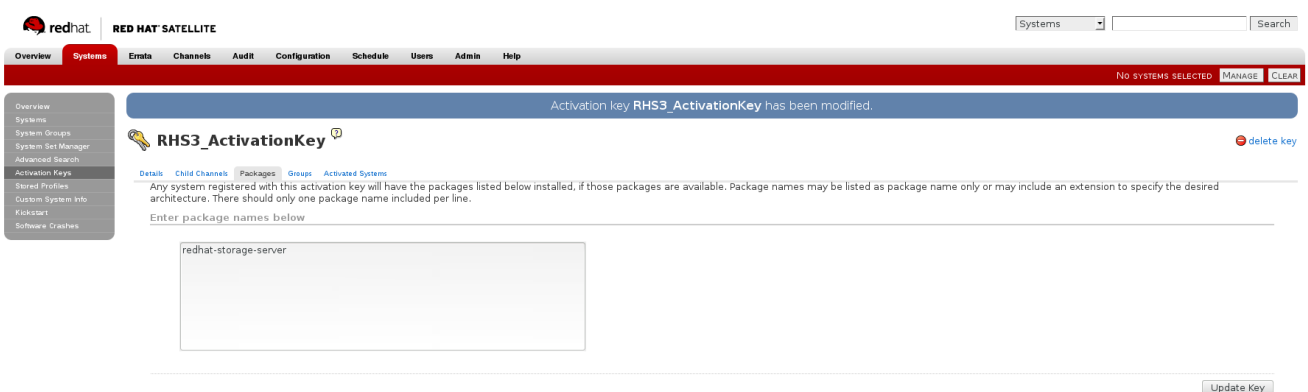 redhat. RED HAT SATELLITE
Systems Search
Overview Systems Errata Channels Audit Configuration Schedule Users Admin Help
NO SYSTEMS SELECTED MANAGE CLEAR
Overview
Systems
System Groups
System Set Manager
Advanced Search
Activation Keys
Stored Profiles
Custom System Info
Kickstart
Software Crashes
Activation key RHS3_ActivationKey has been modified.
RHS3_ActivationKey ?
delete key
Details Child Channels Packages Groups Activated Systems
Any system registered with this activation key will have the packages listed below installed, if those packages are available. Package names may be listed as package name only or may include an extension to specify the desired
architecture. There should only one package name included per line.
Enter package names below
redhat-storage-server
Update Key